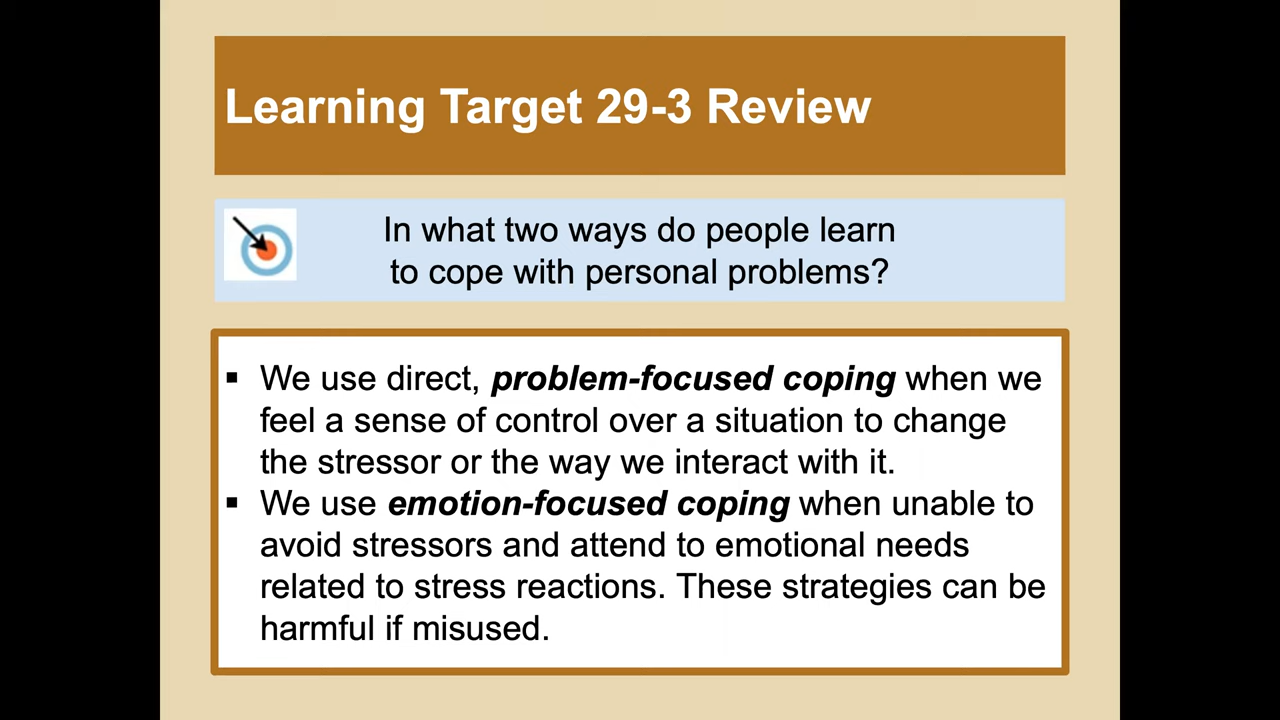 Learning Target 29-3 Review
In what two ways do people learn
to cope with personal problems?
▪ We use direct, problem-focused coping when we
feel a sense of control over a situation to change
the stressor or the way we interact with it.
▪ We use emotion-focused coping when unable to
avoid stressors and attend to emotional needs
related to stress reactions. These strategies can be
harmful if misused.